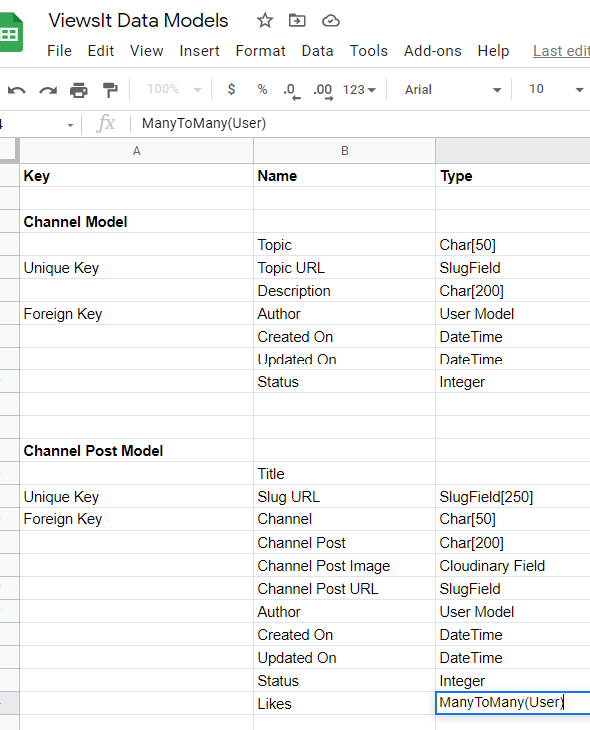 ViewsIt Data Models
File Edit View Insert Format Data Tools Add-ons Help Last edit
100% $ % .0 .00 123 Arial 10
fx ManyToMany(User)
A B
Key Name Type
Channel Model
Topic Char[50]
Unique Key Topic URL SlugField
Description Char[200]
Foreign Key Author User Model
Created On DateTime
Updated On DateTime
Status Integer
Channel Post Model
Title
Unique Key Slug URL SlugField[250]
Foreign Key Channel Char[50]
Channel Post Char[200]
Channel Post Image Cloudinary Field
Channel Post URL SlugField
Author User Model
Created On DateTime
Updated On DateTime
Status Integer
Likes ManyToMany(User)